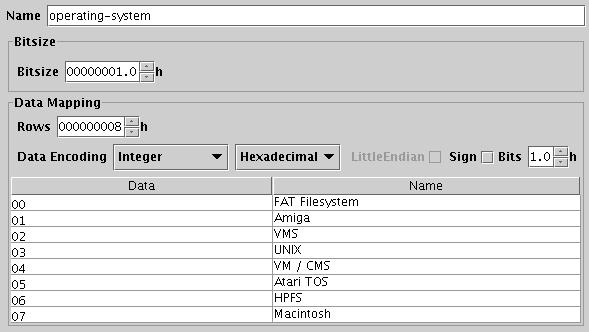 Name operating-system
Bitsize
Bitsize 00000001.0 h
Data Mapping
Rows 000000008 h
Data Encoding Integer Hexadecimal LittleEndian Sign Bits 1.0 h
Data Name
00 FAT Filesystem
01 Amiga
02 VMS
03 UNIX
04 VM / CMS
05 Atari TOS
06 HPFS
07 Macintosh